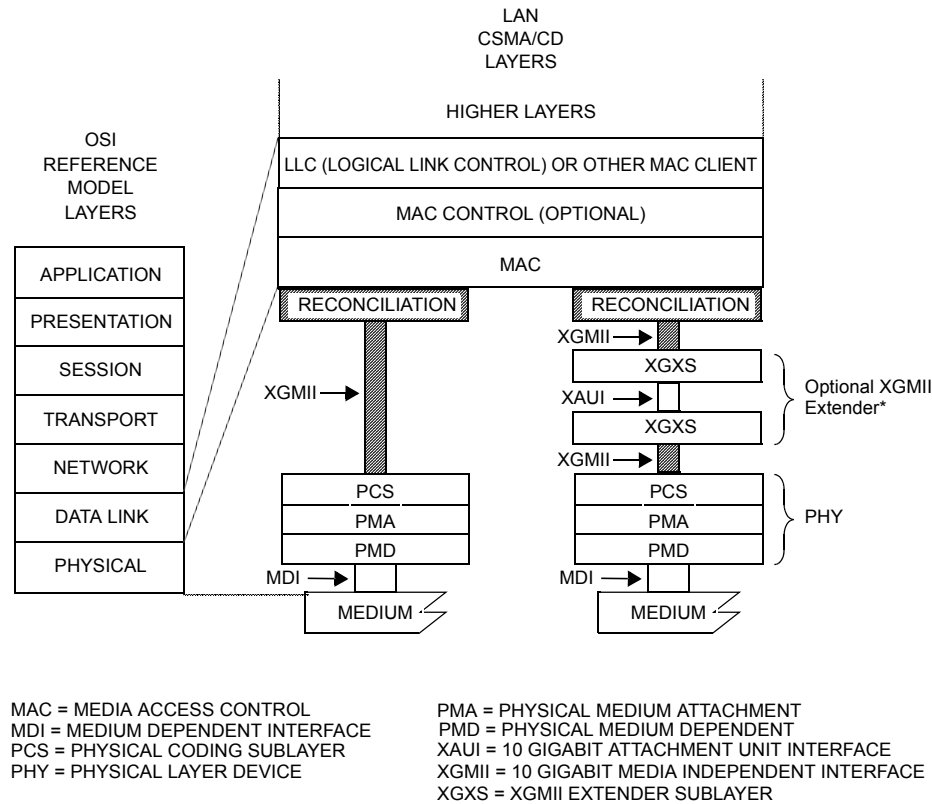 LAN
CSMA/CD
LAYERS
HIGHER LAYERS
OSI
REFERENCE
MODEL
LAYERS
LLC (LOGICAL LINK CONTROL) OR OTHER MAC CLIENT
MAC CONTROL (OPTIONAL)
MAC
APPLICATION
PRESENTATION
SESSION
TRANSPORT
NETWORK
DATA LINK
PHYSICAL
RECONCILIATION
XGMII
PCS
PMA
PMD
MDI
MEDIUM
RECONCILIATION
XGMII
XGXS
XAUI
XGXS
XGMII
Optional XGMII
Extender*
PCS
PMA
PMD
PHY
MDI
MEDIUM
MAC = MEDIA ACCESS CONTROL
MDI = MEDIUM DEPENDENT INTERFACE
PCS = PHYSICAL CODING SUBLAYER
PHY = PHYSICAL LAYER DEVICE
PMA = PHYSICAL MEDIUM ATTACHMENT
PMD = PHYSICAL MEDIUM DEPENDENT
XAUI = 10 GIGABIT ATTACHMENT UNIT INTERFACE
XGMII = 10 GIGABIT MEDIA INDEPENDENT INTERFACE
XGXS = XGMII EXTENDER SUBLAYER